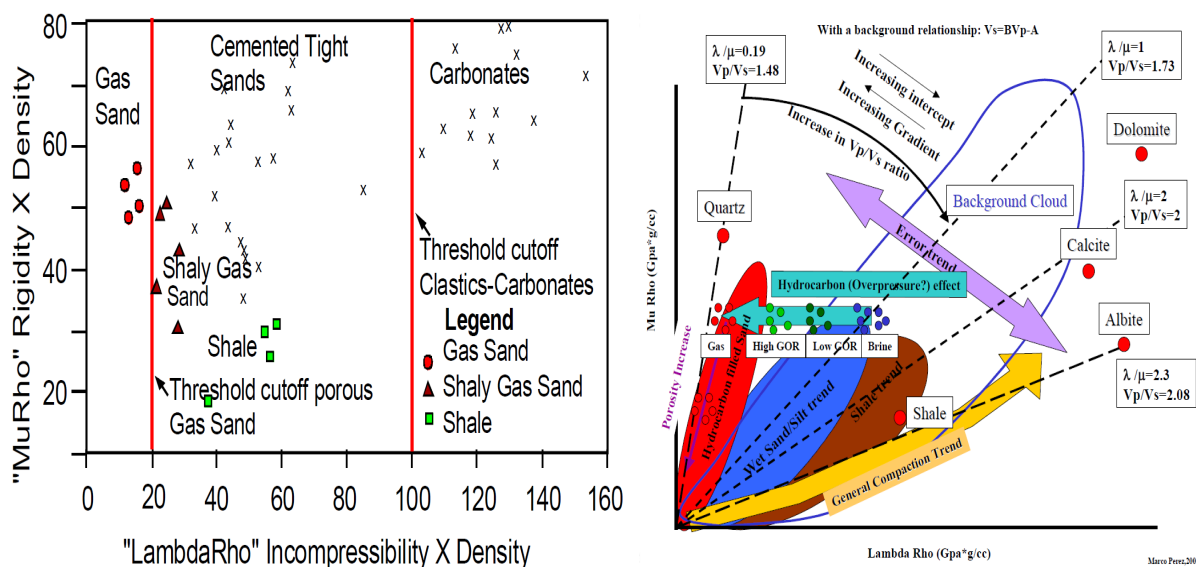 80
60
40
20
0
20
40
60
80
100
120
140
160
"MuRho" Rigidity X Density
"LambdaRho" Incompressibility X Density
Gas
Sand
Cemented Tight
Sands
Carbonates
Shaly Gas
Sand
Shale
Threshold cutoff porous
Gas Sand
Threshold cutoff
Clastics-Carbonates
Legend
Gas Sand
Shaly Gas Sand
Shale
With a background relationship: Vs=BVp-A
λ /μ=0.19
Vp/Vs=1.48
λ/μ=1
Vp/Vs=1.73
Increasing intercept
Increasing Gradient
Increase in Vp/Vs ratio
Dolomite
λ/μ=2
Vp/Vs=2
Quartz
Background Cloud
Calcite
Error trend
Hydrocarbon (Overpressure?) effect
Albite
Gas
High GOR
Low GOR
Brine
λ/μ=2.3
Vp/Vs=2.08
Porosity Increase
Hydrocarbon filled Sand
Wet Sand/Silt trend
Shale trend
Shale
General Compaction Trend
Mu Rho (Gpa*g/cc)
Lambda Rho (Gpa*g/cc)
Marco Perez,200